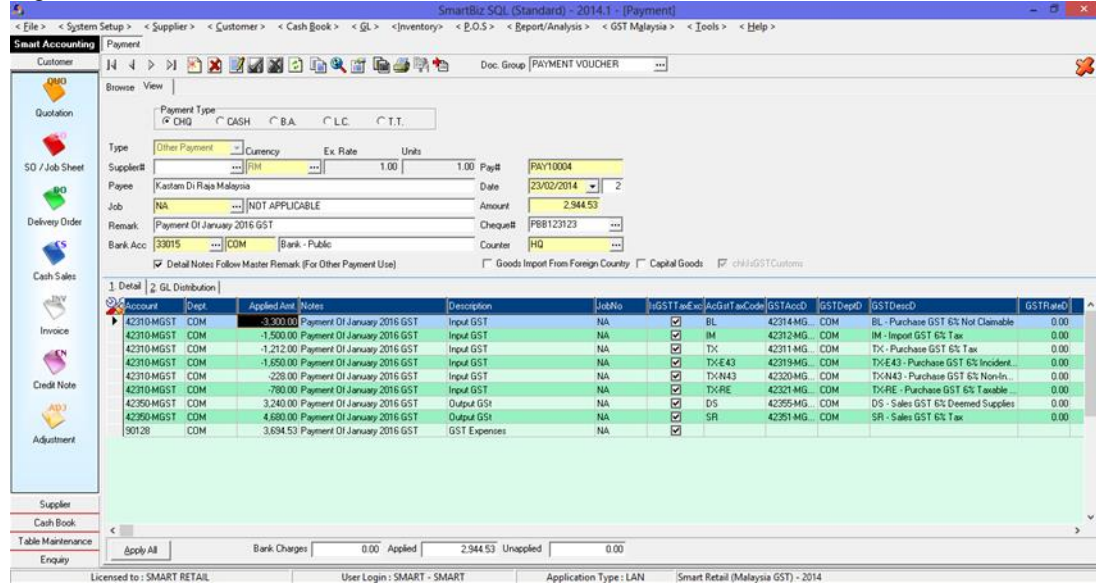 SmartBiz SQL (Standard) - 2014.1 - [Payment]
< File > < System Setup > < Supplier > < Customer > < Cash Book > < GL > <Inventory> < P.O.S > < Report/Analysis > < GST Malaysia > < Tools > < Help >
Smart Accounting Payment
Customer Doc. Group PAYMENT VOUCHER
Browse View
QUO
Quotation
Payment Type
CHQ CASH B.A. L.C. T.T.
Type Other Payment Currency Ex. Rate Units
SO / Job Sheet Supplier# RM 1.00 1.00 Pay# PAY10004
Payee Kastam Di Raja Malaysia Date 23/02/2014 2
DO
Job NA NOT APPLICABLE Amount 2,944.53
Delivery Order Remark Payment Of January 2016 GST Cheque# PBB123123
CS
Bank Acc 33015 COM Bank - Public Counter HQ
Detail Notes Follow Master Remark (For Other Payment Use) Goods Import From Foreign Country Capital Goods chkIsGSTCustoms
Cash Sales
1. Detail 2. GL Distribution
Account Dept. Applied Amt. Notes Description JobNo IsGSTTaxExc AcGstTaxCode GSTAccD GSTDeptD GSTDescD GSTRateD
42310-MGST COM -3,300.00 Payment Of January 2016 GST Input GST NA BL 42314-MG... COM BL - Purchase GST 6% Not Claimable 0.00
42310-MGST COM -1,500.00 Payment Of January 2016 GST Input GST NA IM 42312-MG... COM IM - Import GST 6% Tax 0.00
42310-MGST COM -1,212.00 Payment Of January 2016 GST Input GST NA TX 42311-MG... COM TX - Purchase GST 6% Tax 0.00
42310-MGST COM -1,650.00 Payment Of January 2016 GST Input GST NA TX-E43 42319-MG... COM TX-E43 - Purchase GST 6% Incident... 0.00
42310-MGST COM -228.00 Payment Of January 2016 GST Input GST NA TX-N43 42320-MG... COM TX-N43 - Purchase GST 6% Non-In... 0.00
42310-MGST COM -780.00 Payment Of January 2016 GST Input GST NA TX-RE 42321-MG... COM TX-RE - Purchase GST 6% Taxable ... 0.00
42350-MGST COM 3,240.00 Payment Of January 2016 GST Output GSt NA DS 42355-MG... COM DS - Sales GST 6% Deemed Supplies 0.00
42350-MGST COM 4,680.00 Payment Of January 2016 GST Output GSt NA SR 42351-MG... COM SR - Sales GST 6% Tax 0.00
90128 COM 3,694.53 Payment Of January 2016 GST GST Expenses NA 0.00
INV
Invoice
CN
Credit Note
ADJ
Adjustment
Supplier
Cash Book
Table Maintenance
Enquiry
Apply All Bank Charges 0.00 Applied 2,944.53 Unapplied 0.00
Licensed to : SMART RETAIL User Login : SMART - SMART Application Type : LAN Smart Retail (Malaysia GST) - 2014